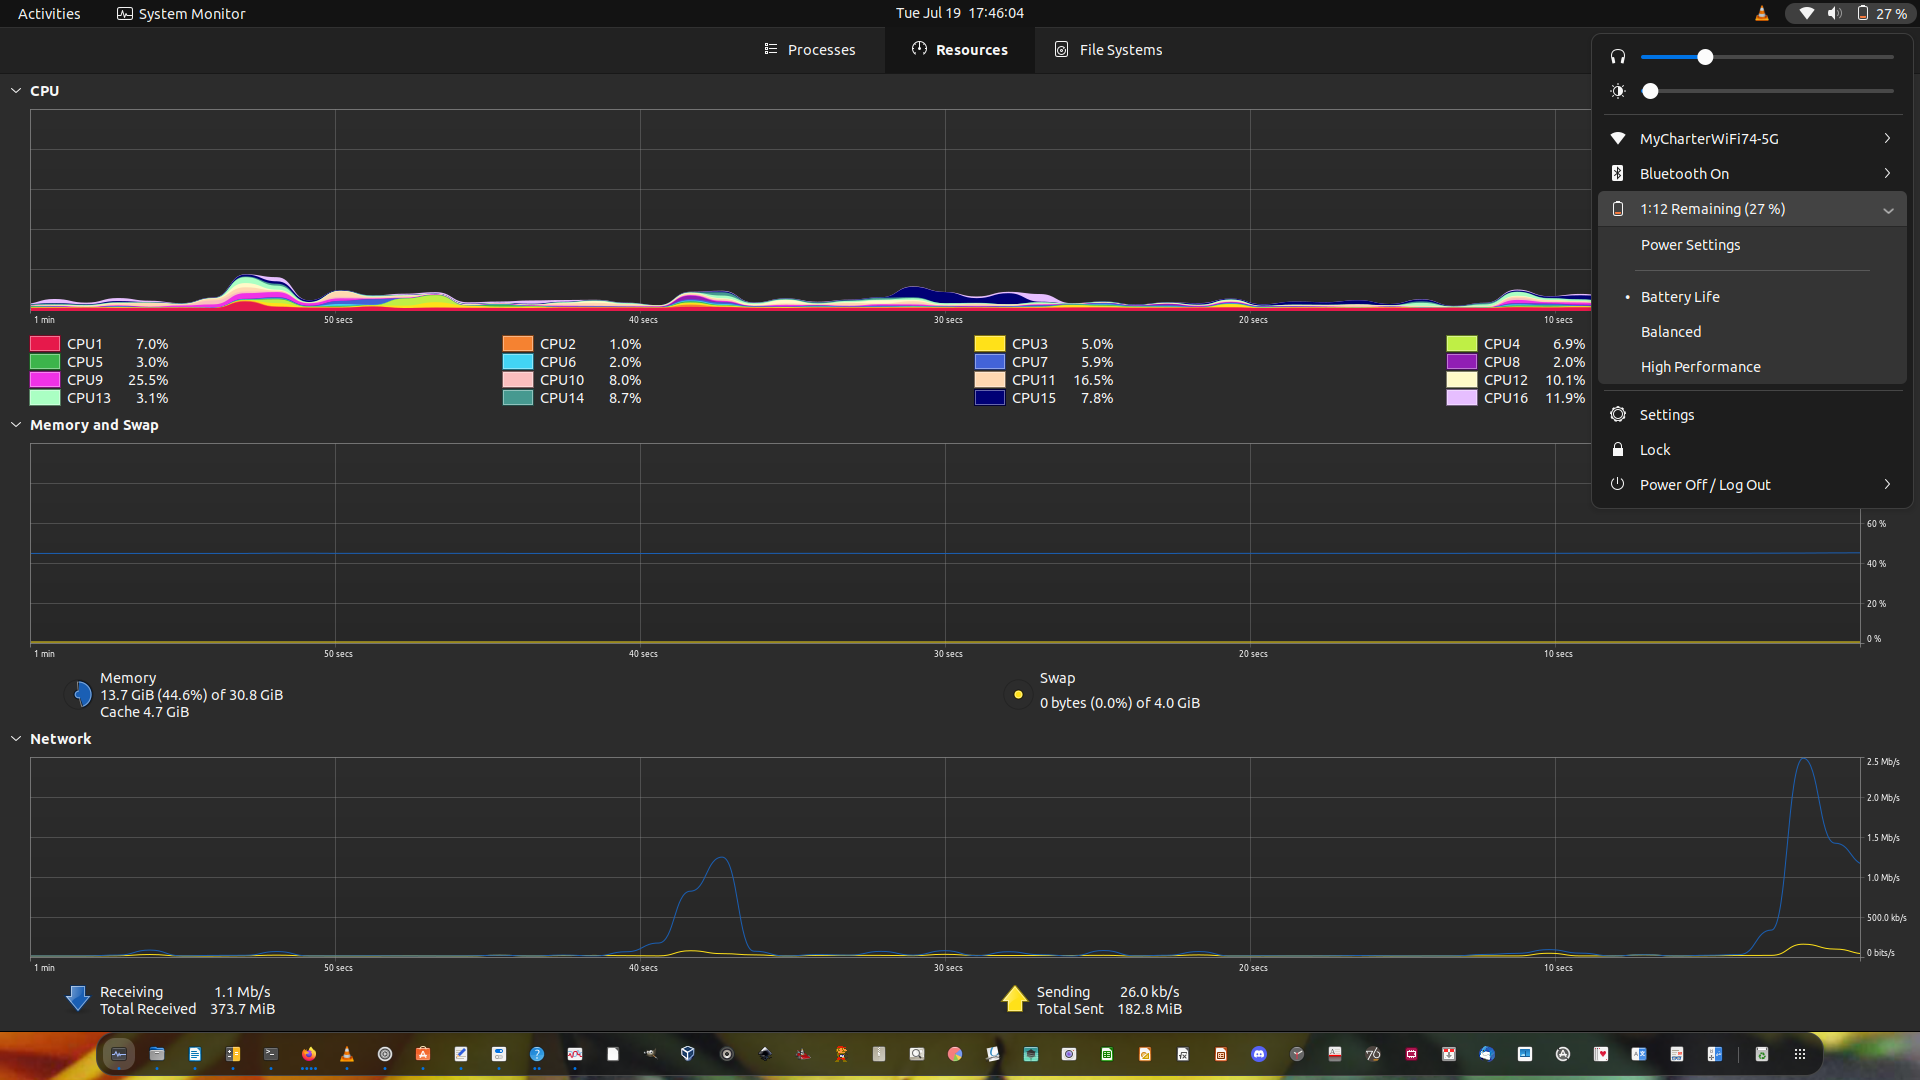 Activities
System Monitor
Tue Jul 19 17:46:04
27 %
Processes
Resources
File Systems
CPU
1 min
50 secs
40 secs
30 secs
20 secs
10 secs
CPU1 7.0%
CPU2 1.0%
CPU3 5.0%
CPU4 6.9%
CPU5 3.0%
CPU6 2.0%
CPU7 5.9%
CPU8 2.0%
CPU9 25.5%
CPU10 8.0%
CPU11 16.5%
CPU12 10.1%
CPU13 3.1%
CPU14 8.7%
CPU15 7.8%
CPU16 11.9%
MyCharterWiFi74-5G
Bluetooth On
1:12 Remaining (27 %)
Power Settings
Battery Life
Balanced
High Performance
Settings
Lock
Power Off / Log Out
Memory and Swap
60 %
40 %
20 %
0 %
1 min
50 secs
40 secs
30 secs
20 secs
10 secs
Memory
13.7 GiB (44.6%) of 30.8 GiB
Cache 4.7 GiB
Swap
0 bytes (0.0%) of 4.0 GiB
Network
2.5 Mb/s
2.0 Mb/s
1.5 Mb/s
1.0 Mb/s
500.0 kb/s
0 bits/s
1 min
50 secs
40 secs
30 secs
20 secs
10 secs
Receiving 1.1 Mb/s
Total Received 373.7 MiB
Sending 26.0 kb/s
Total Sent 182.8 MiB
76